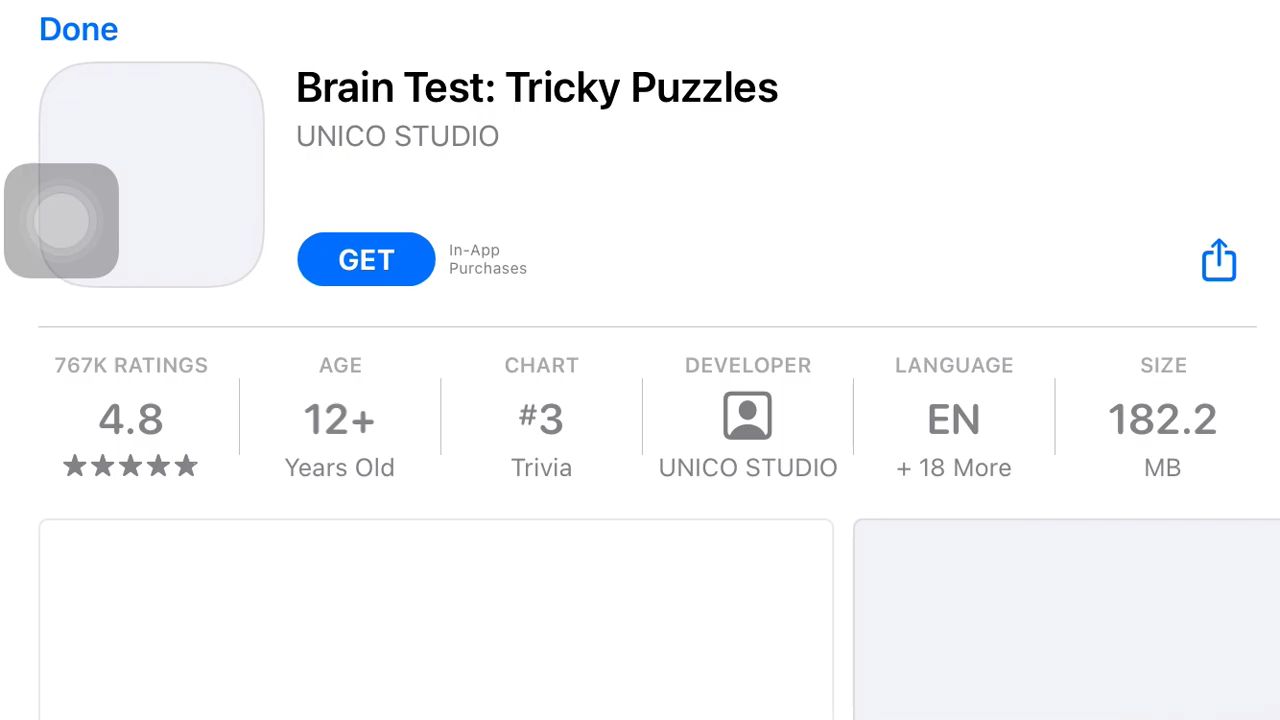 Done
Brain Test: Tricky Puzzles
UNICO STUDIO
GET
In-App
Purchases
767K RATINGS
4.8
AGE
12+
Years Old
CHART
#3
Trivia
DEVELOPER
UNICO STUDIO
LANGUAGE
EN
+ 18 More
SIZE
182.2
MB